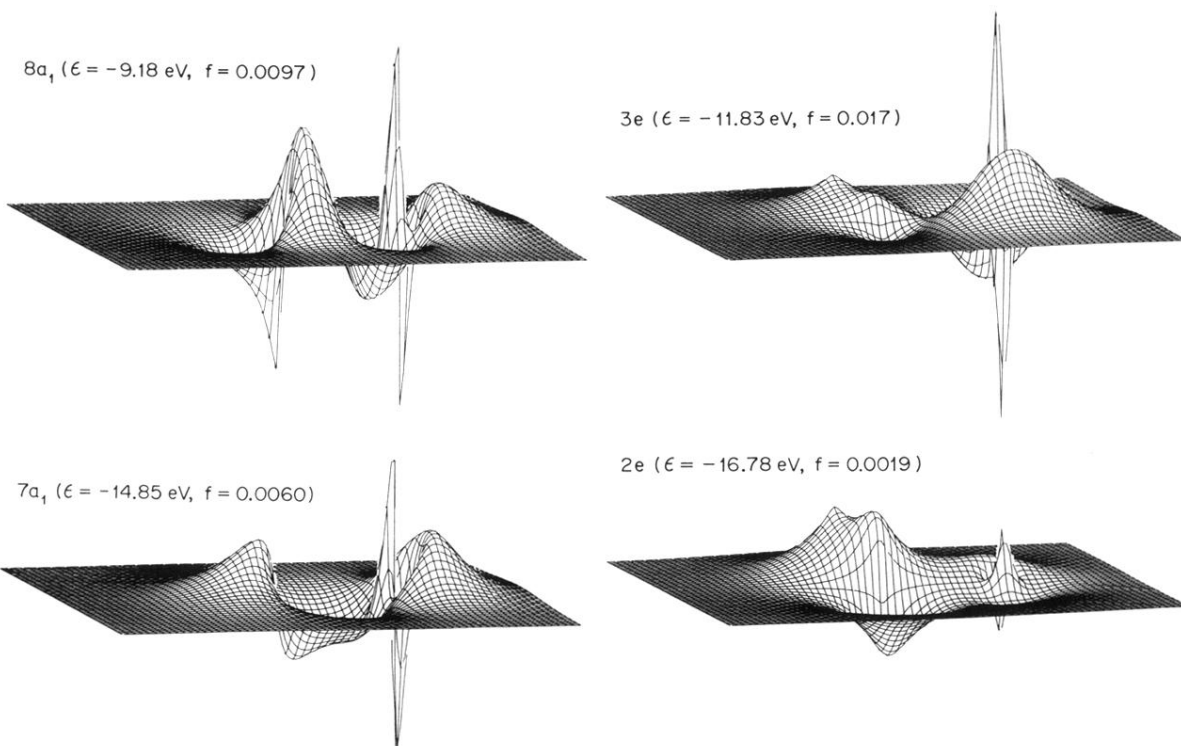 8a₁ (ϵ = -9.18 eV, f = 0.0097)
3e (ϵ = -11.83 eV, f = 0.017)
7a₁ (ϵ = -14.85 eV, f = 0.0060)
2e (ϵ = -16.78 eV, f = 0.0019)